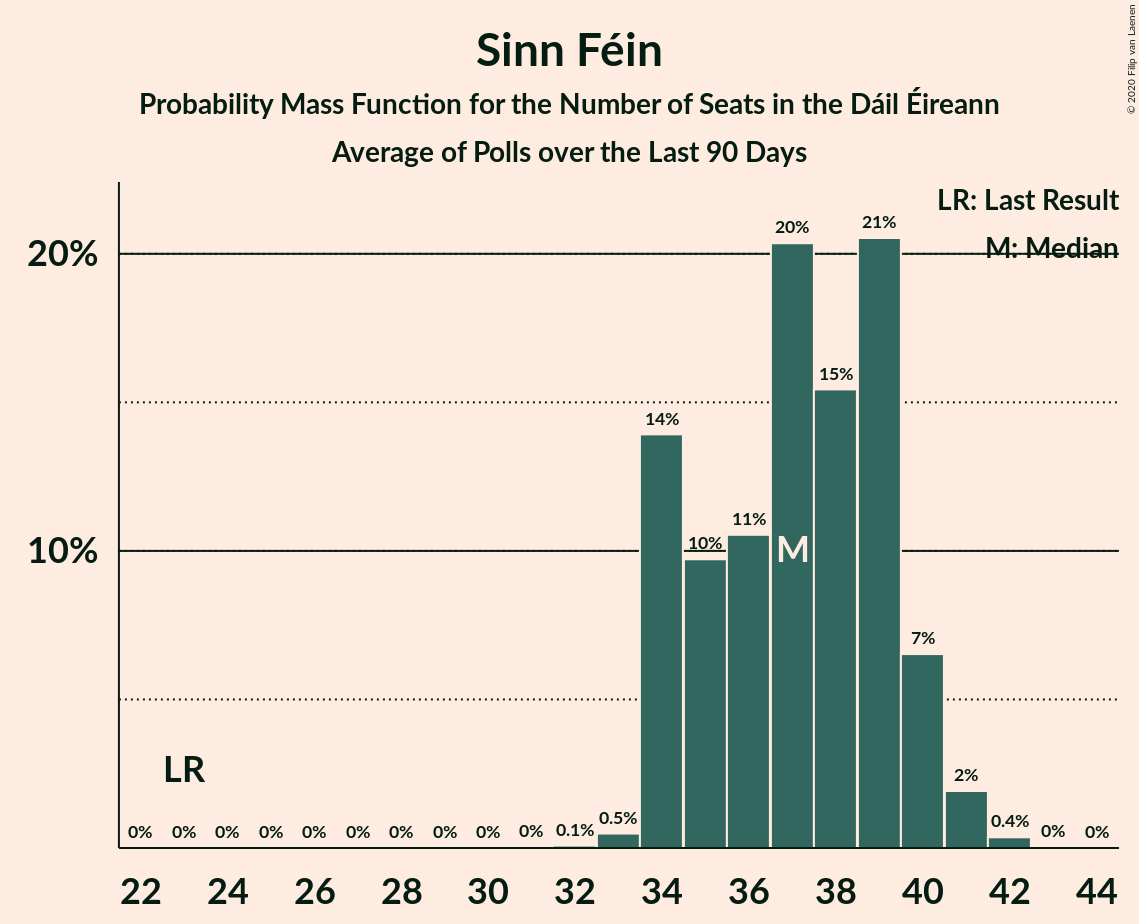 Sinn Féin
Probability Mass Function for the Number of Seats in the Dáil Éireann
Average of Polls over the Last 90 Days
© 2020 Filip van Laenen
LR: Last Result
M: Median
20%
10%
0% 0% 0% 0% 0% 0% 0% 0% 0% 0% 0.1% 0.5% 14% 10% 11% 20% 15% 21% 7% 2% 0.4% 0% 0%
LR
M
22 24 26 28 30 32 34 36 38 40 42 44